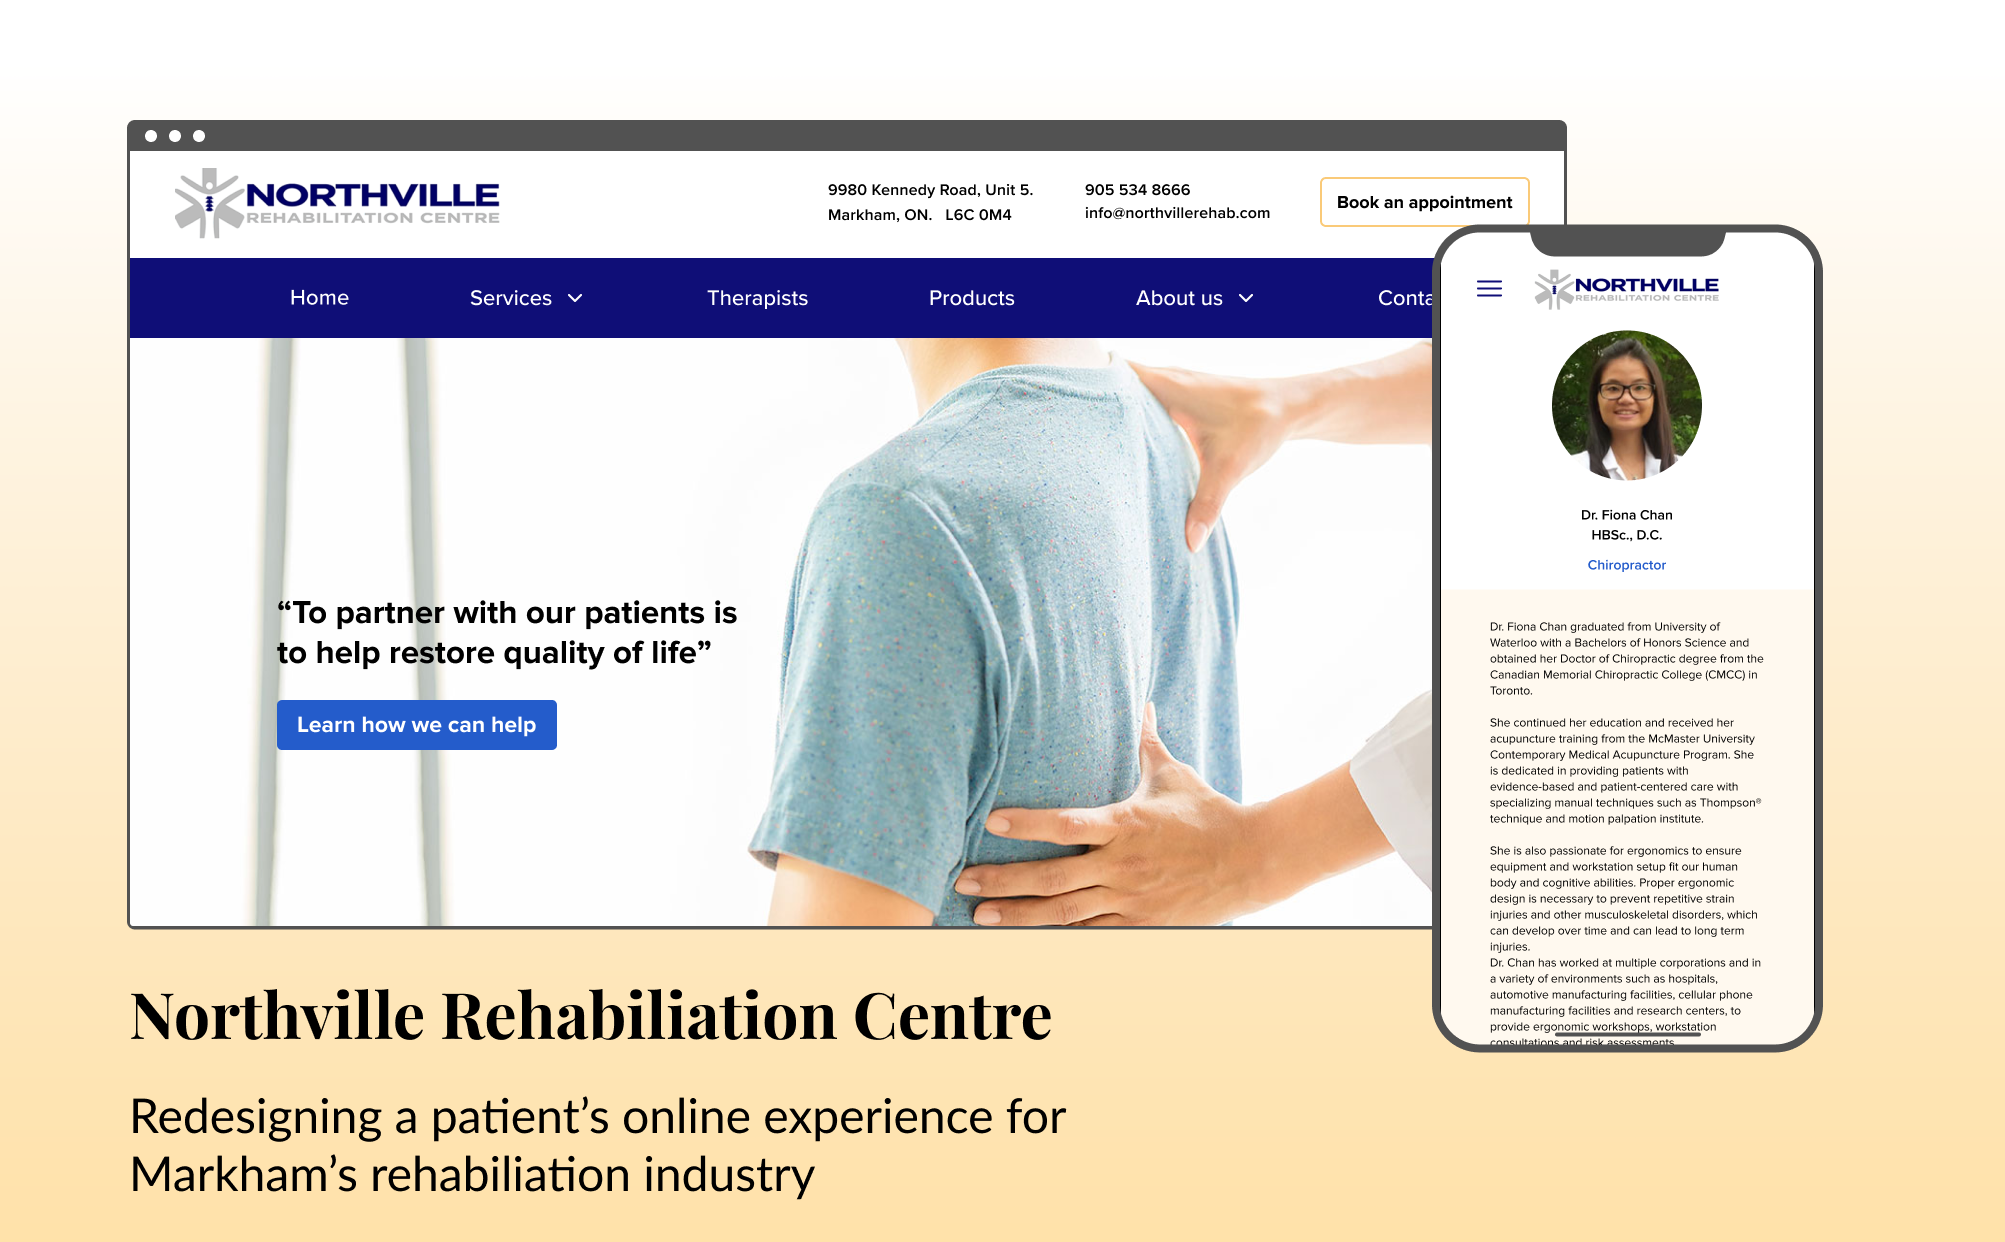 NORTHVILLE
REHABILITATION CENTRE
9980 Kennedy Road, Unit 5.
Markham, ON. L6C 0M4
905 534 8666
info@northvillerehab.com
Book an appointment
Home
Services
Therapists
Products
About us
Conta
“To partner with our patients is
to help restore quality of life”
Learn how we can help
NORTHVILLE
REHABILITATION CENTRE
Dr. Fiona Chan
HBSc., D.C.
Chiropractor
Dr. Fiona Chan graduated from University of
Waterloo with a Bachelors of Honors Science and
obtained her Doctor of Chiropractic degree from the
Canadian Memorial Chiropractic College (CMCC) in
Toronto.
She continued her education and received her
acupuncture training from the McMaster University
Contemporary Medical Acupuncture Program. She
is dedicated in providing patients with
evidence-based and patient-centered care with
specializing manual techniques such as Thompson®
technique and motion palpation institute.
She is also passionate for ergonomics to ensure
equipment and workstation setup fit our human
body and cognitive abilities. Proper ergonomic
design is necessary to prevent repetitive strain
injuries and other musculoskeletal disorders, which
can develop over time and can lead to long term
injuries.
Dr. Chan has worked at multiple corporations and in
a variety of environments such as hospitals,
automotive manufacturing facilities, cellular phone
manufacturing facilities and research centers, to
provide ergonomic workshops, workstation
consultations and risk assessments
Northville Rehabiliation Centre
Redesigning a patient’s online experience for
Markham’s rehabiliation industry